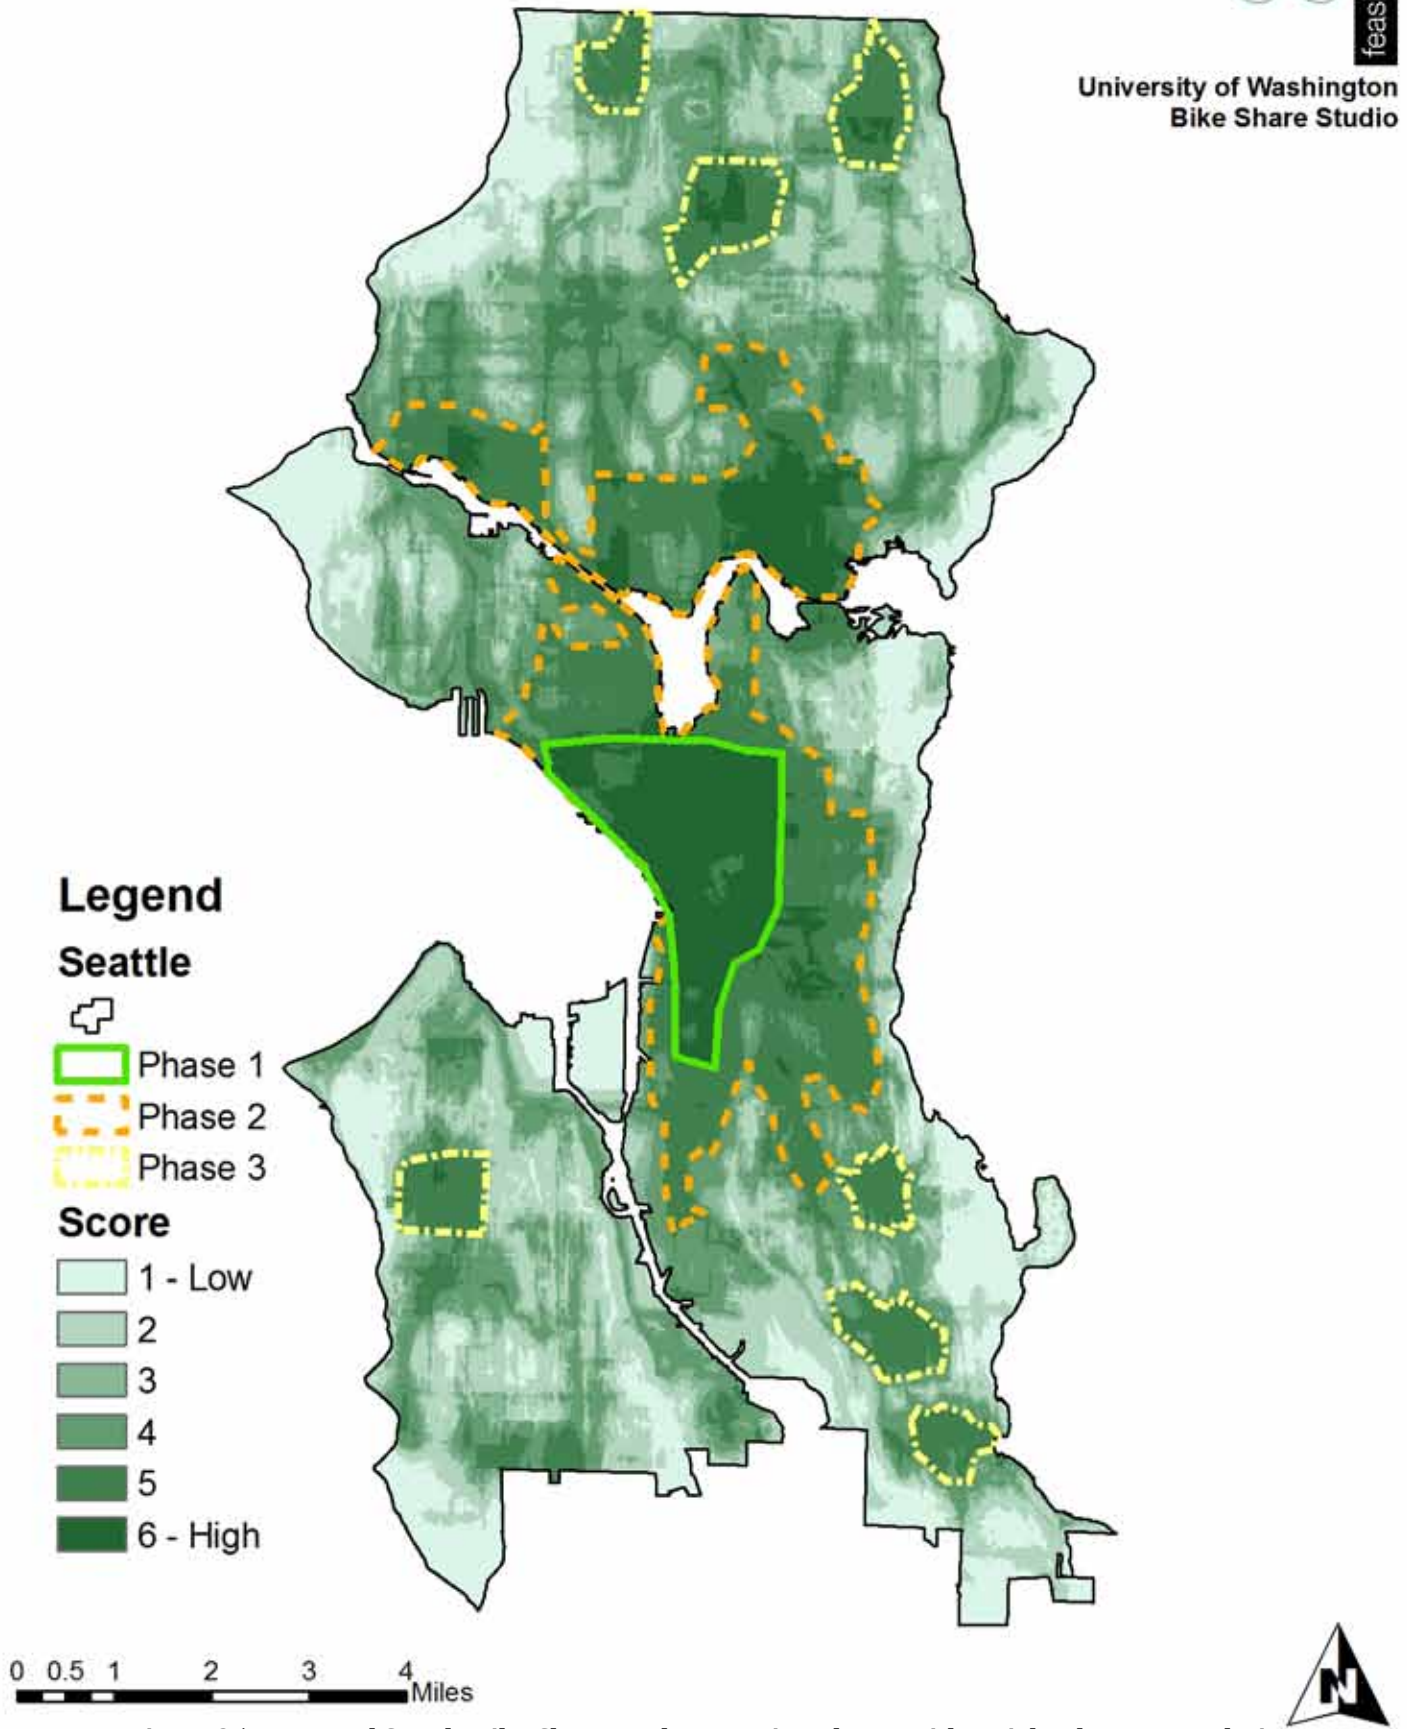 feas
University of Washington
Bike Share Studio
Legend
Seattle
Phase 1
Phase 2
Phase 3
Score
1 - Low
2
3
4
5
6 - High
0 0.5 1 2 3 4
Miles
N